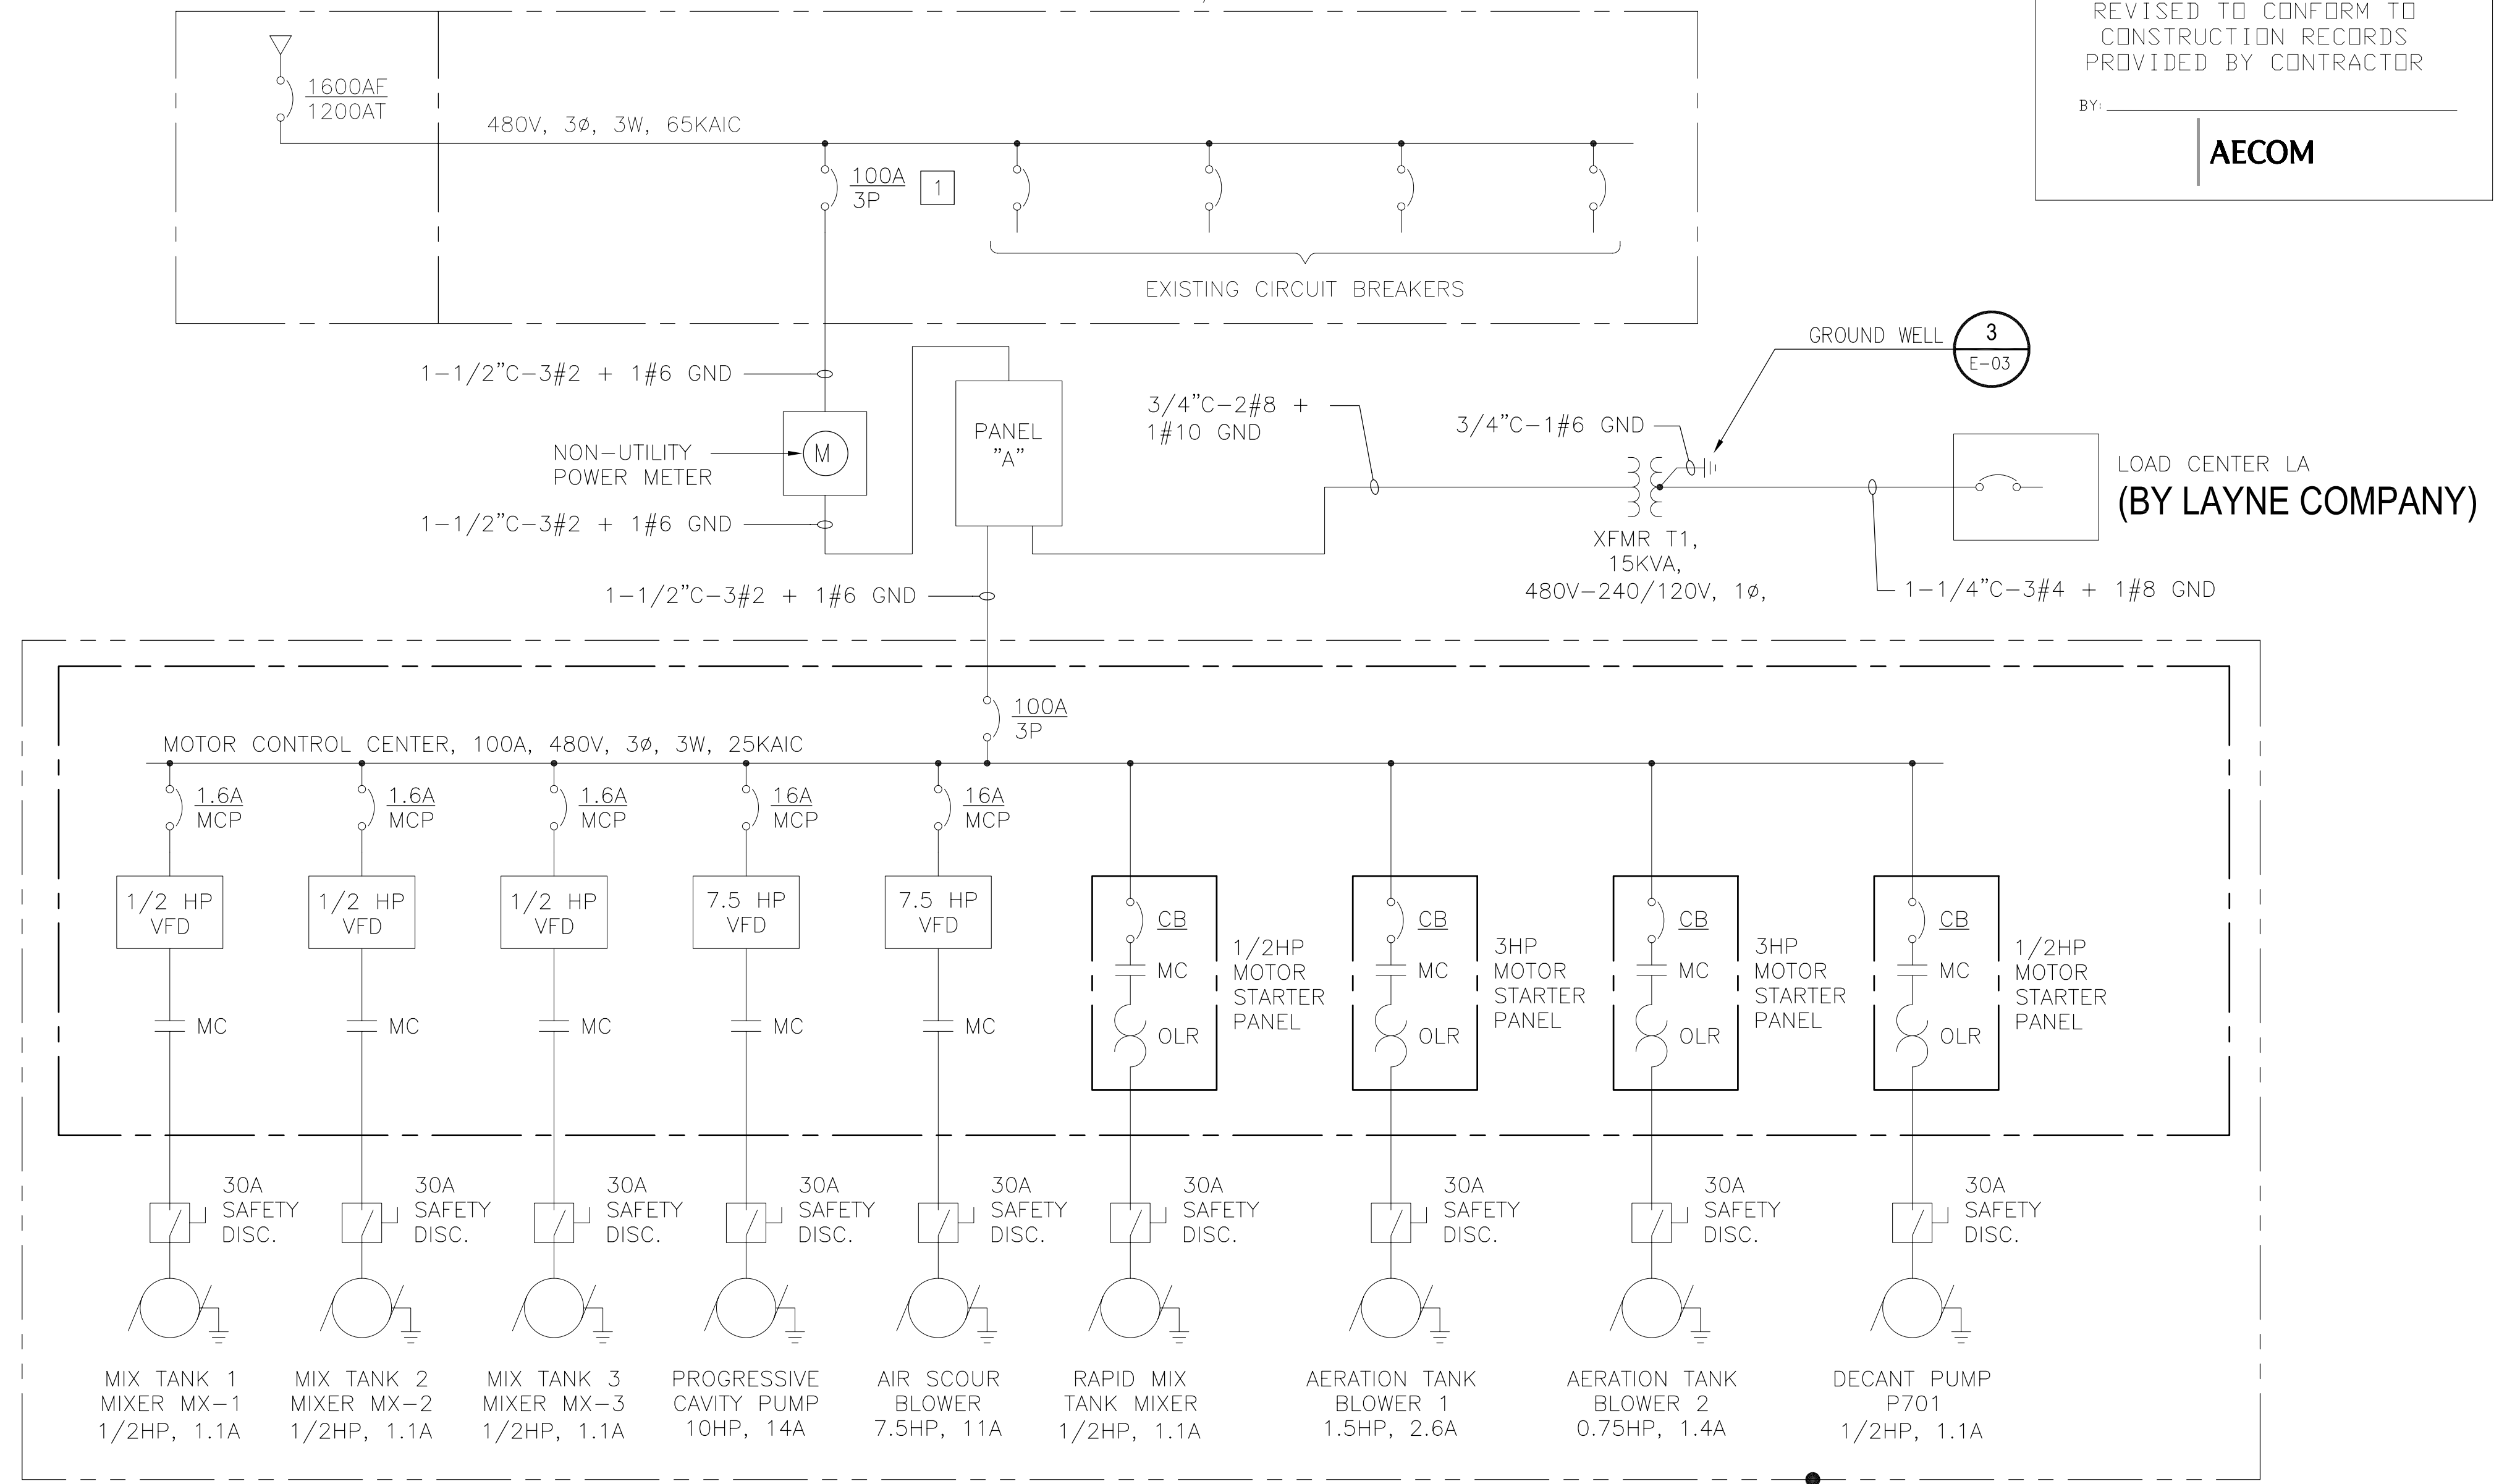 REVISED TO CONFORM TO
CONSTRUCTION RECORDS
PROVIDED BY CONTRACTOR
BY:
AECOM
1600AF
1200AT
480V, 3ø, 3W, 65KAIC
100A
3P
1
EXISTING CIRCUIT BREAKERS
GROUND WELL
3
E-03
1-1/2"C-3#2 + 1#6 GND
NON-UTILITY
POWER METER
M
1-1/2"C-3#2 + 1#6 GND
PANEL
"A"
3/4"C-2#8 +
1#10 GND
3/4"C-1#6 GND
LOAD CENTER LA
(BY LAYNE COMPANY)
XFMR T1,
15KVA,
480V-240/120V, 1ø,
1-1/4"C-3#4 + 1#8 GND
1-1/2"C-3#2 + 1#6 GND
100A
3P
MOTOR CONTROL CENTER, 100A, 480V, 3ø, 3W, 25KAIC
1.6A
MCP
1.6A
MCP
1.6A
MCP
16A
MCP
16A
MCP
1/2 HP
VFD
1/2 HP
VFD
1/2 HP
VFD
7.5 HP
VFD
7.5 HP
VFD
MC
MC
MC
MC
MC
CB
MC
OLR
1/2HP
MOTOR
STARTER
PANEL
CB
MC
OLR
3HP
MOTOR
STARTER
PANEL
CB
MC
OLR
3HP
MOTOR
STARTER
PANEL
CB
MC
OLR
1/2HP
MOTOR
STARTER
PANEL
30A
SAFETY
DISC.
30A
SAFETY
DISC.
30A
SAFETY
DISC.
30A
SAFETY
DISC.
30A
SAFETY
DISC.
30A
SAFETY
DISC.
30A
SAFETY
DISC.
30A
SAFETY
DISC.
30A
SAFETY
DISC.
MIX TANK 1
MIXER MX-1
1/2HP, 1.1A
MIX TANK 2
MIXER MX-2
1/2HP, 1.1A
MIX TANK 3
MIXER MX-3
1/2HP, 1.1A
PROGRESSIVE
CAVITY PUMP
10HP, 14A
AIR SCOUR
BLOWER
7.5HP, 11A
RAPID MIX
TANK MIXER
1/2HP, 1.1A
AERATION TANK
BLOWER 1
1.5HP, 2.6A
AERATION TANK
BLOWER 2
0.75HP, 1.4A
DECANT PUMP
P701
1/2HP, 1.1A